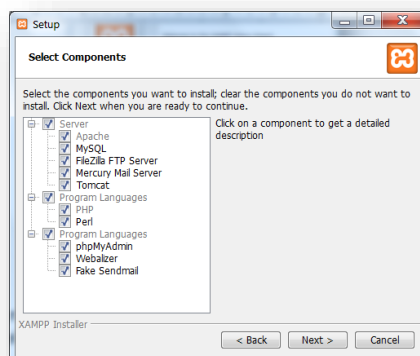 Setup
Select Components
Select the components you want to install; clear the components you do not want to
install. Click Next when you are ready to continue.
Server
Apache
MySQL
FileZilla FTP Server
Mercury Mail Server
Tomcat
Program Languages
PHP
Perl
Program Languages
phpMyAdmin
Webalizer
Fake Sendmail
Click on a component to get a detailed
description
XAMPP Installer
< Back
Next >
Cancel